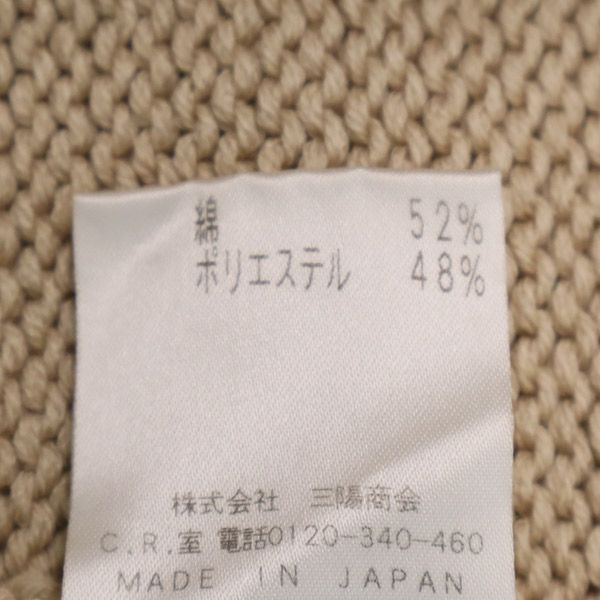 綿 52%
ポリエステル 48%
株式会社 三陽商会
C.R.室 電話0120-340-460
MADE IN JAPAN